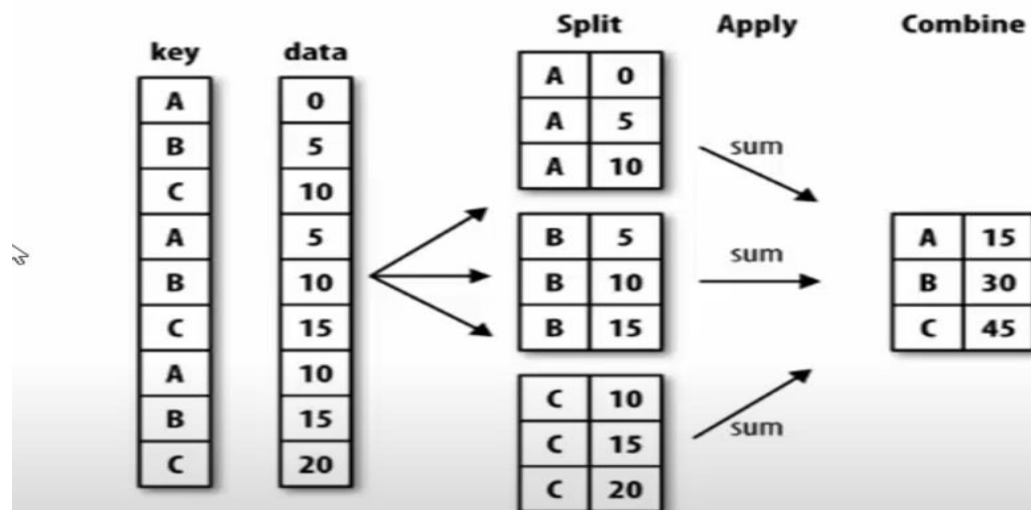 Split Apply Combine
key data
A 0
B 5
C 10
A 5
B 10
C 15
A 10
B 15
C 20
A 0
A 5
A 10
B 5
B 10
B 15
C 10
C 15
C 20
sum
sum
sum
A 15
B 30
C 45